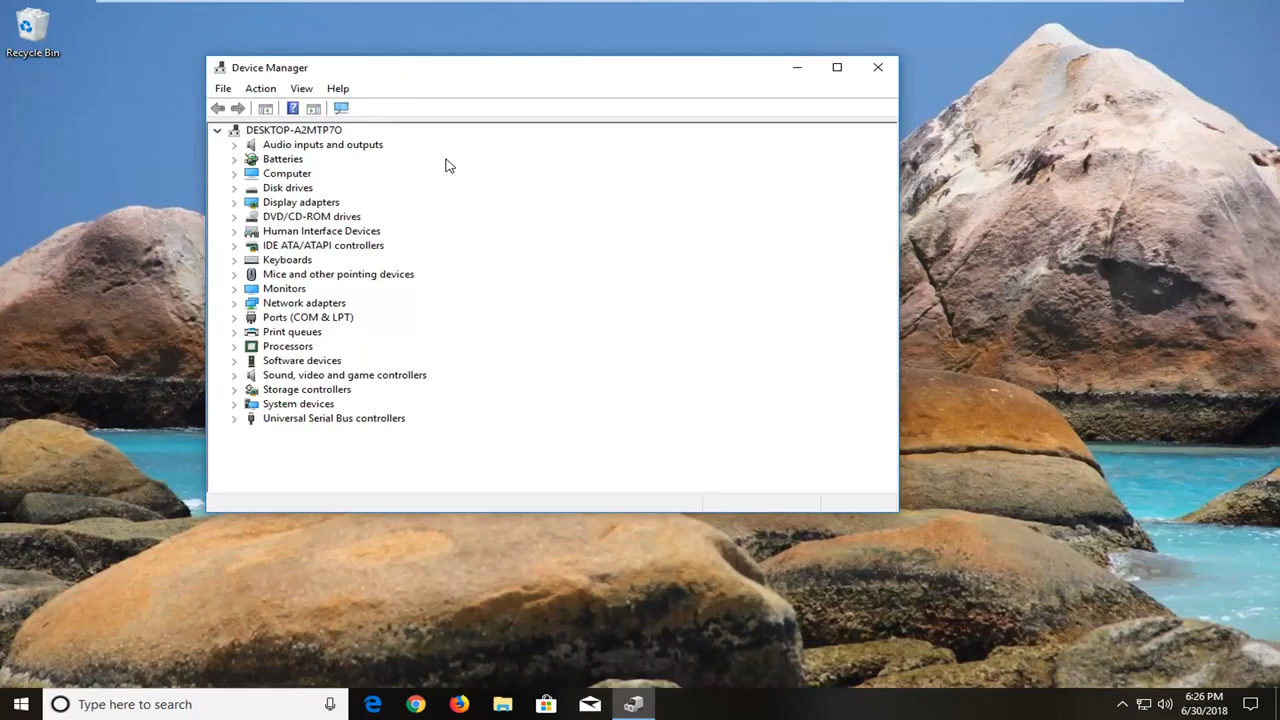 Recycle Bin
Device Manager
File Action View Help
DESKTOP-A2MTP7O
Audio inputs and outputs
Batteries
Computer
Disk drives
Display adapters
DVD/CD-ROM drives
Human Interface Devices
IDE ATA/ATAPI controllers
Keyboards
Mice and other pointing devices
Monitors
Network adapters
Ports (COM & LPT)
Print queues
Processors
Software devices
Sound, video and game controllers
Storage controllers
System devices
Universal Serial Bus controllers
Type here to search
6:26 PM
6/30/2018